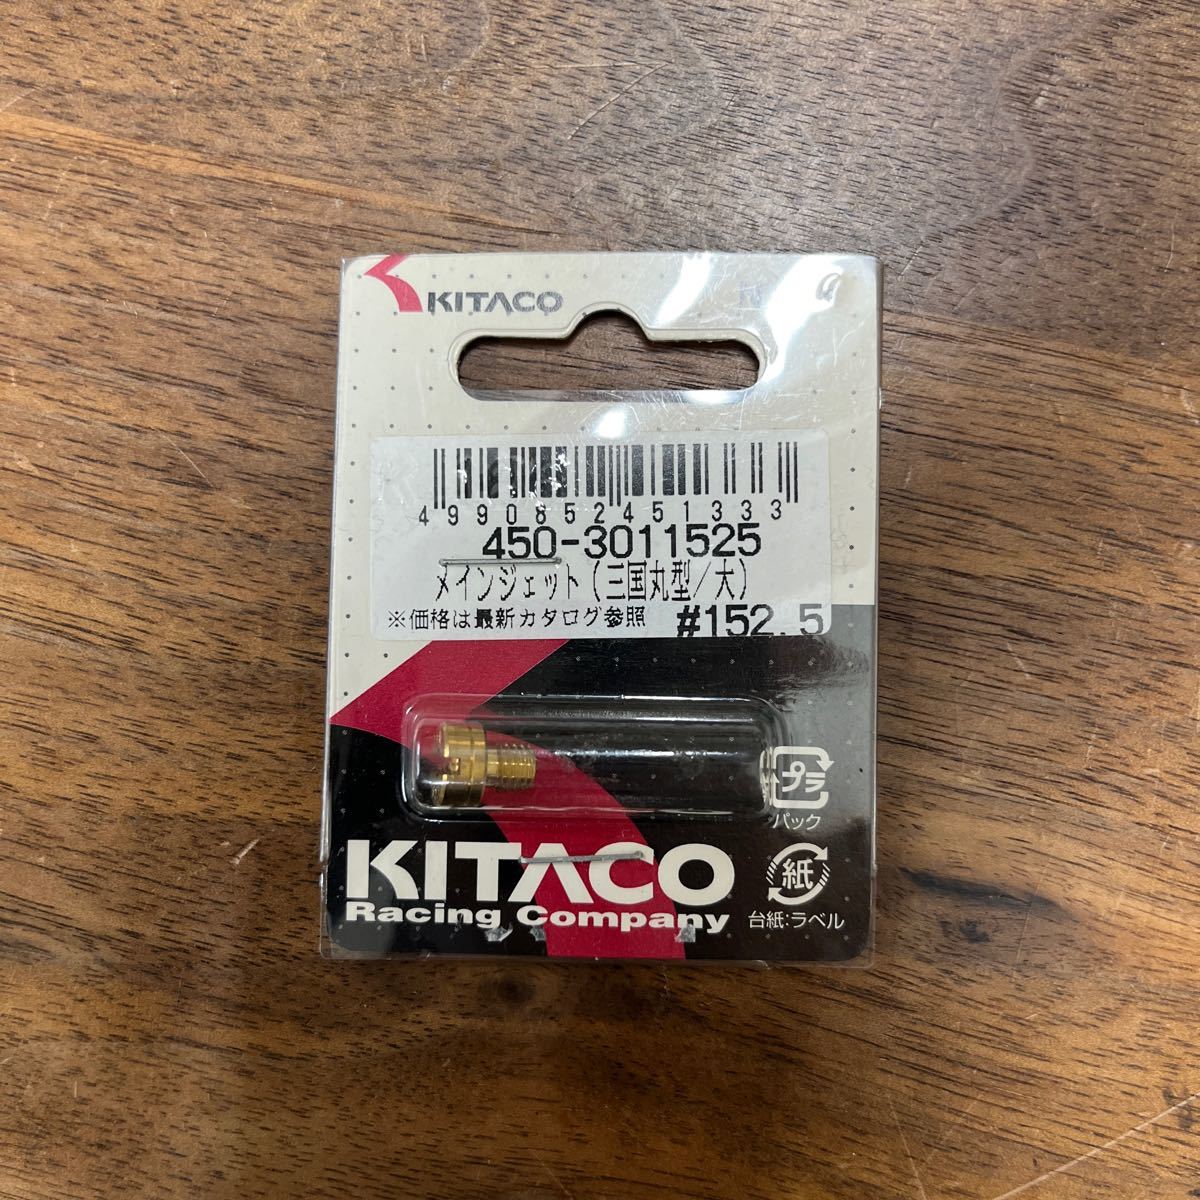 KITACO
4990852451333
450-3011525
メインジェット(三国丸型/大)
※価格は最新カタログ参照 #152.5
プラ
パック
KITACO
Racing Company
紙
台紙:ラベル